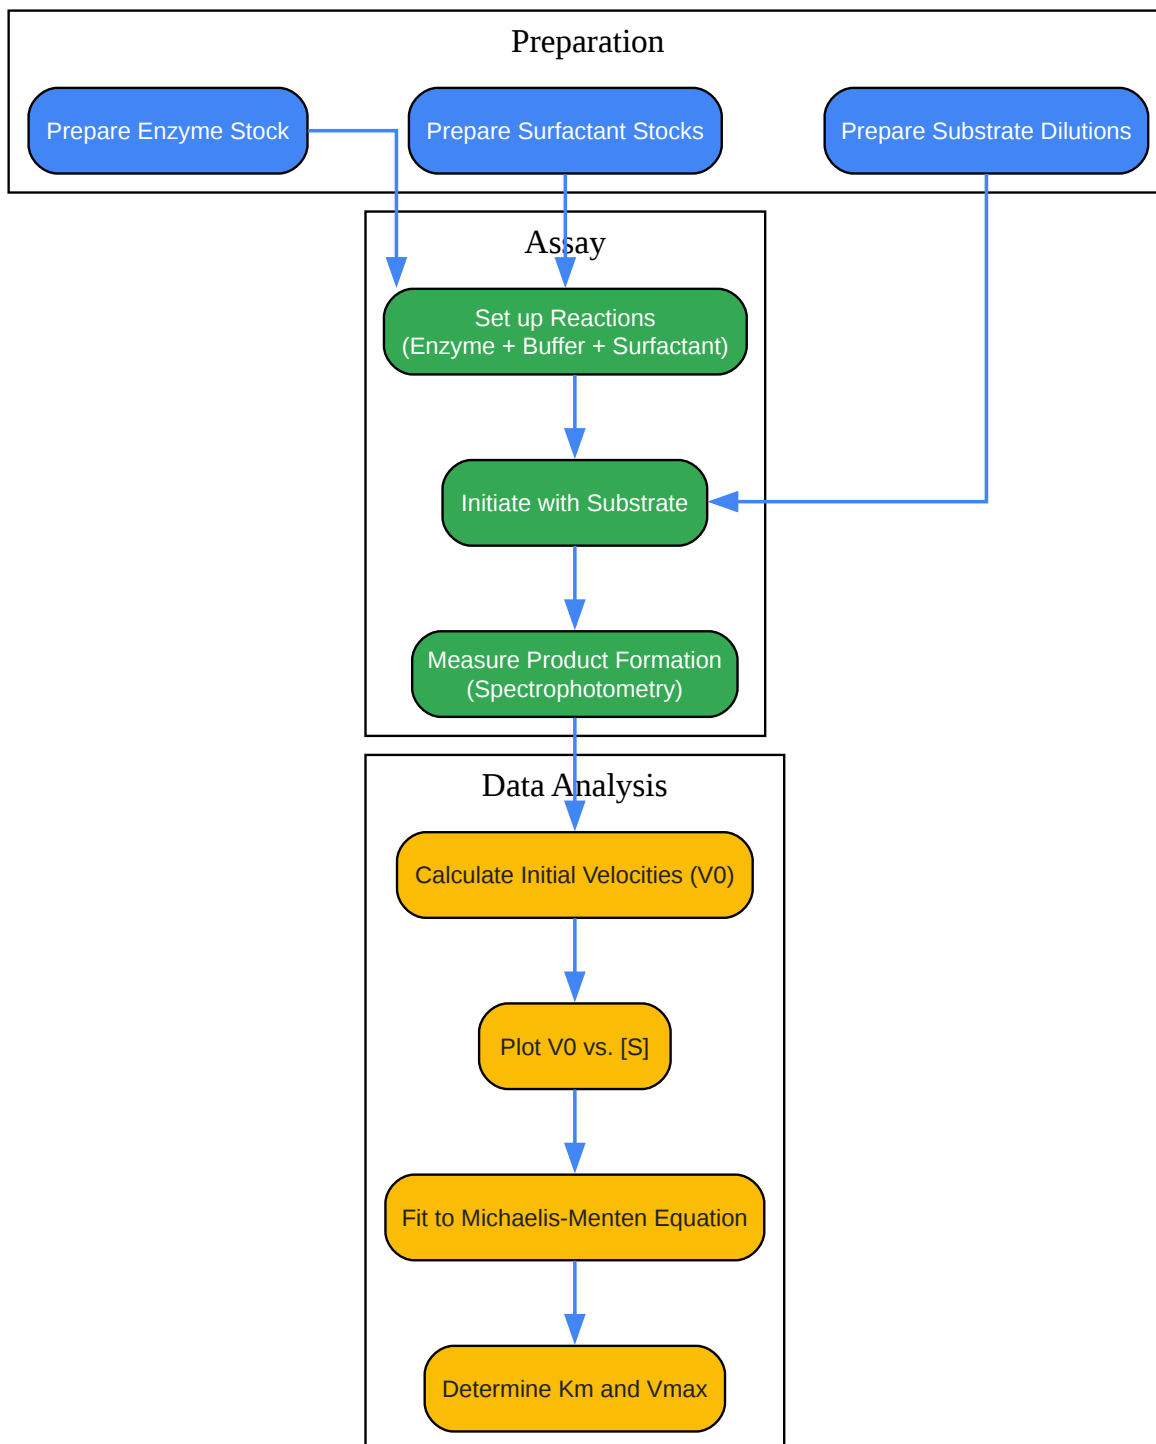 Preparation
Prepare Enzyme Stock
Prepare Surfactant Stocks
Prepare Substrate Dilutions
Assay
Set up Reactions
(Enzyme + Buffer + Surfactant)
Initiate with Substrate
Measure Product Formation
(Spectrophotometry)
Data Analysis
Calculate Initial Velocities (V0)
Plot V0 vs. [S]
Fit to Michaelis-Menten Equation
Determine Km and Vmax